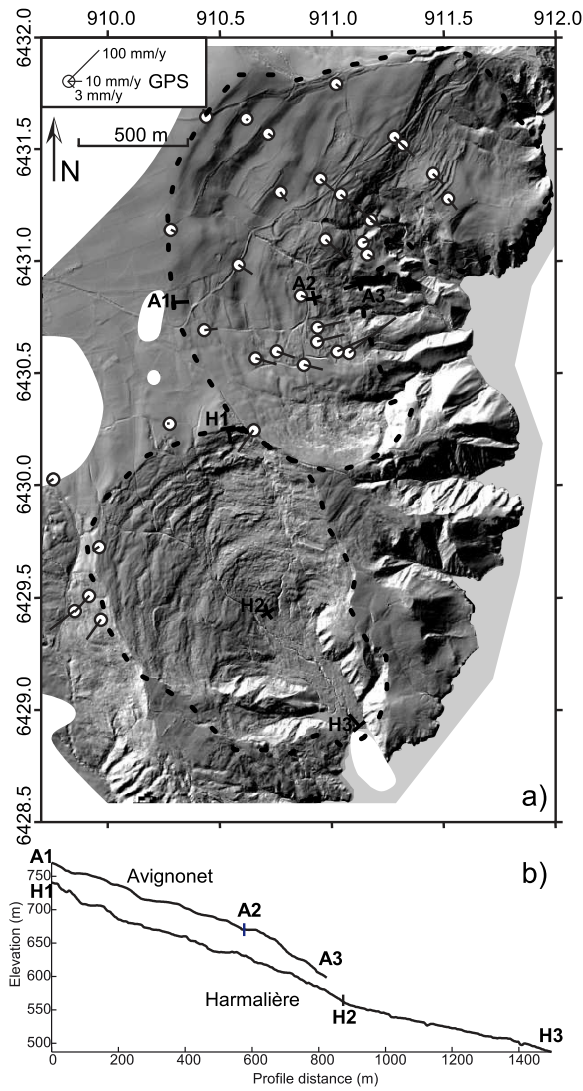 910.0 910.5 911.0 911.5 912.0
6432.0
6431.5
6431.0
6430.5
6430.0
6429.5
6429.0
6428.5
100 mm/y
10 mm/y GPS
3 mm/y
500 m
N
A1
A2
A3
H1
H2
H3
a)
b)
A1
H1
Avignonet
A2
A3
Harmalière
H2
H3
Elevation (m)
750
700
650
600
550
500
0 200 400 600 800 1000 1200 1400
Profile distance (m)